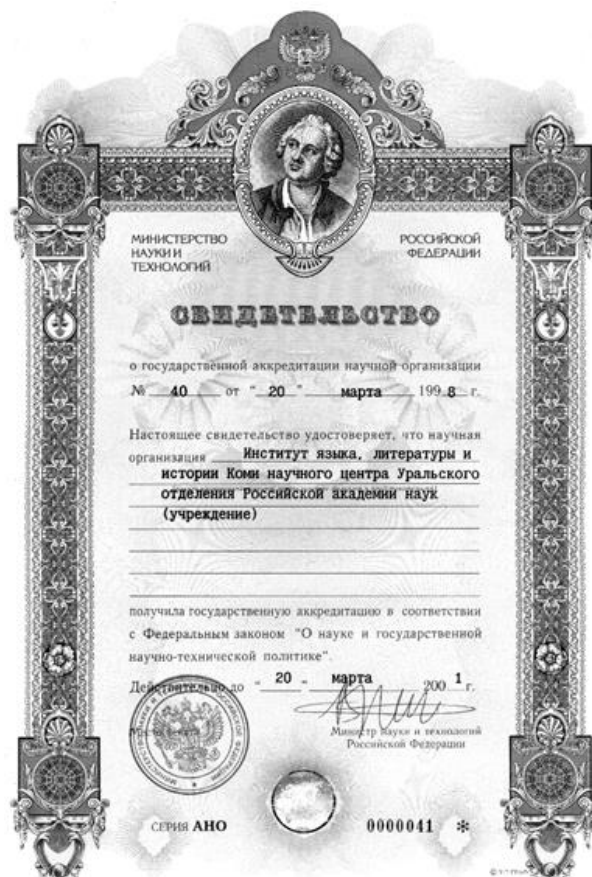 МИНИСТЕРСТВО
НАУКИ И
ТЕХНОЛОГИЙ
РОССИЙСКОЙ
ФЕДЕРАЦИИ
СВИДЕТЕЛЬСТВО
о государственной аккредитации научной организации
№ 40 от "20" марта 1998 г.
Настоящее свидетельство удостоверяет, что научная
организация Институт языка, литературы и
истории Коми научного центра Уральского
отделения Российской академии наук
(учреждение)
получила государственную аккредитацию в соответствии
с Федеральным законом "О науке и государственной
научно-технической политике".
Действительно до "20" марта 2001 г.
Место печати
Министр науки и технологий
Российской Федерации
СЕРИЯ АНО
0000041 *